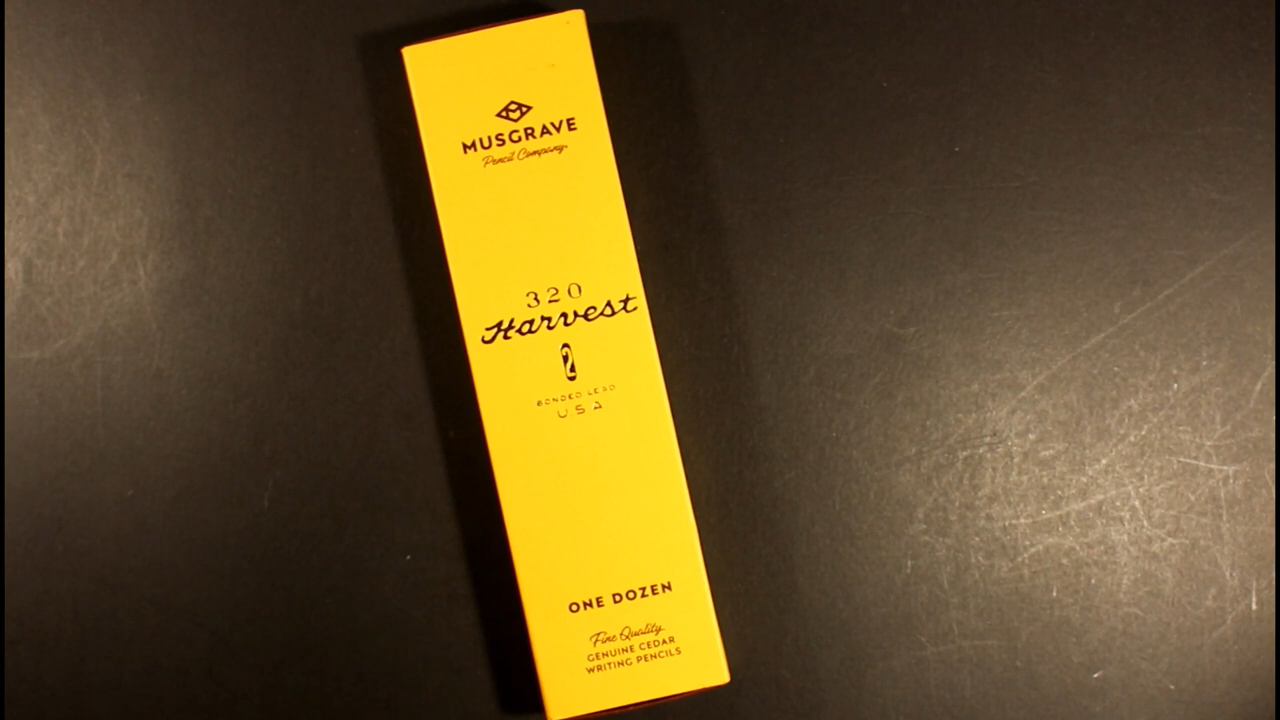 MUSGRAVE
Pencil Company
320
Harvest
2
BONDED LEAD
USA
ONE DOZEN
Fine Quality
GENUINE CEDAR
WRITING PENCILS